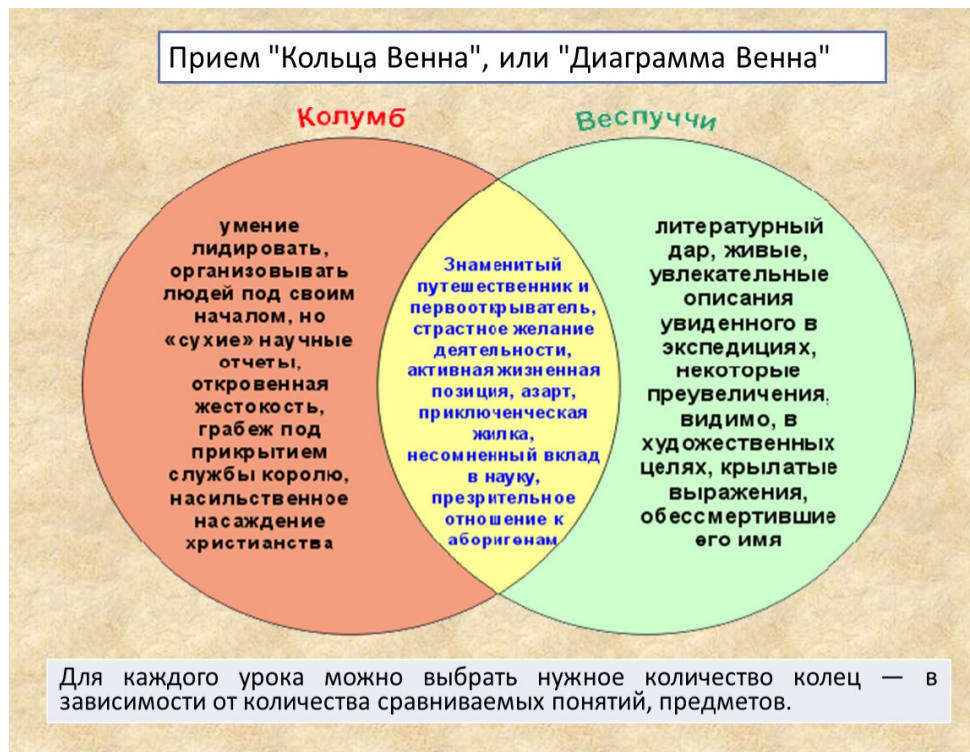 Прием "Кольца Венна", или "Диаграмма Венна"
Колумб
умение
лидировать,
организовывать
людей под своим
началом, но
«сухие» научные
отчеты,
откровенная
жестокость,
грабеж под
прикрытием
службы королю,
насильственное
насаждение
христианства
Знаменитый
путешественник и
первооткрыватель,
страстное желание
деятельности,
активная жизненная
позиция, азарт,
приключенческая
жилка,
несомненный вклад
в науку,
презрительное
отношение к
аборигенам
Веспуччи
литературный
дар, живые,
увлекательные
описания
увиденного в
экспедициях,
некоторые
преувеличения,
видимо, в
художественных
целях, крылатые
выражения,
обессмертившие
его имя
Для каждого урока можно выбрать нужное количество колец — в
зависимости от количества сравниваемых понятий, предметов.